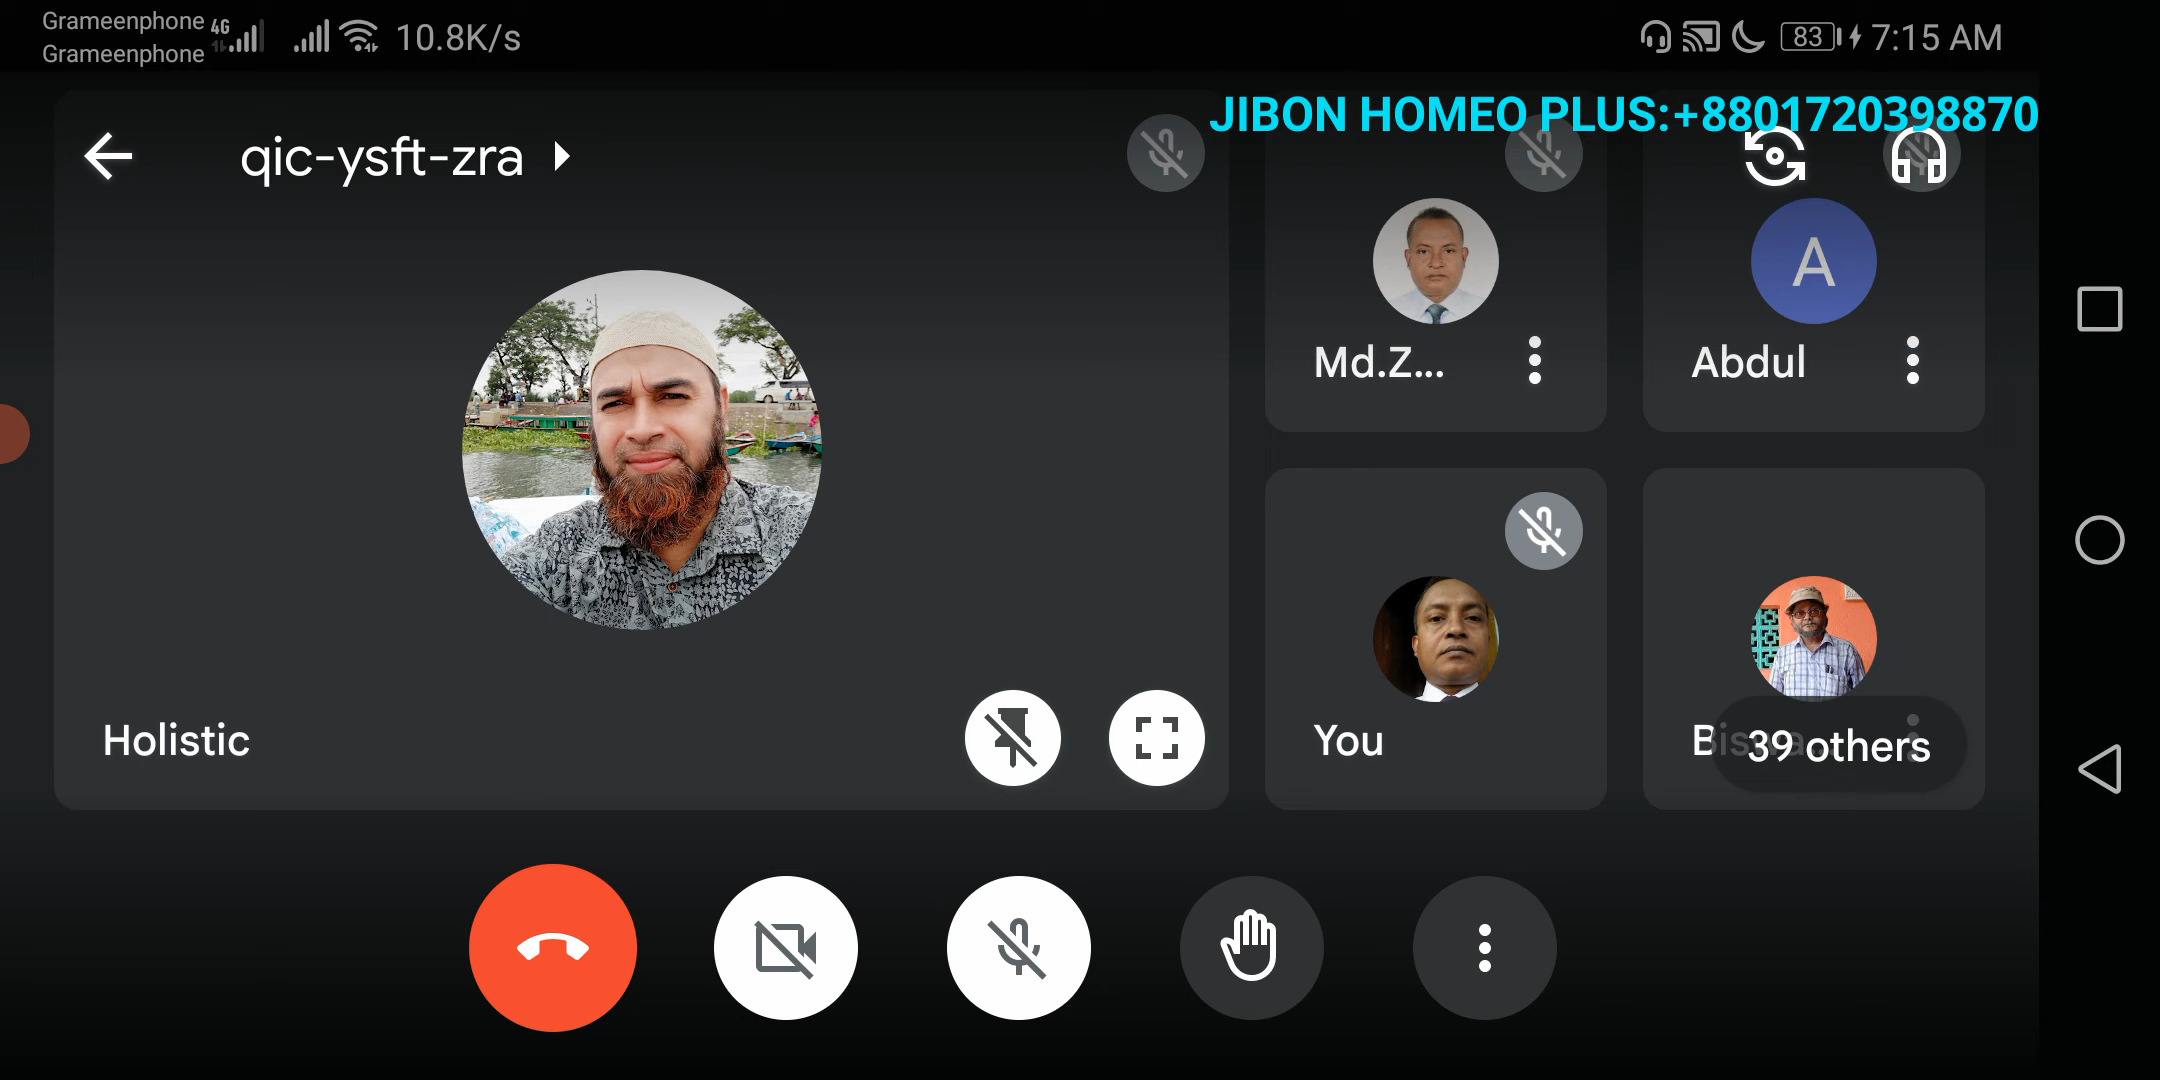 Grameenphone 4G
Grameenphone
10.8K/s
83
7:15 AM
JIBON HOMEO PLUS:+8801720398870
qic-ysft-zra
A
Md.Z...
Abdul
Holistic
You
39 others